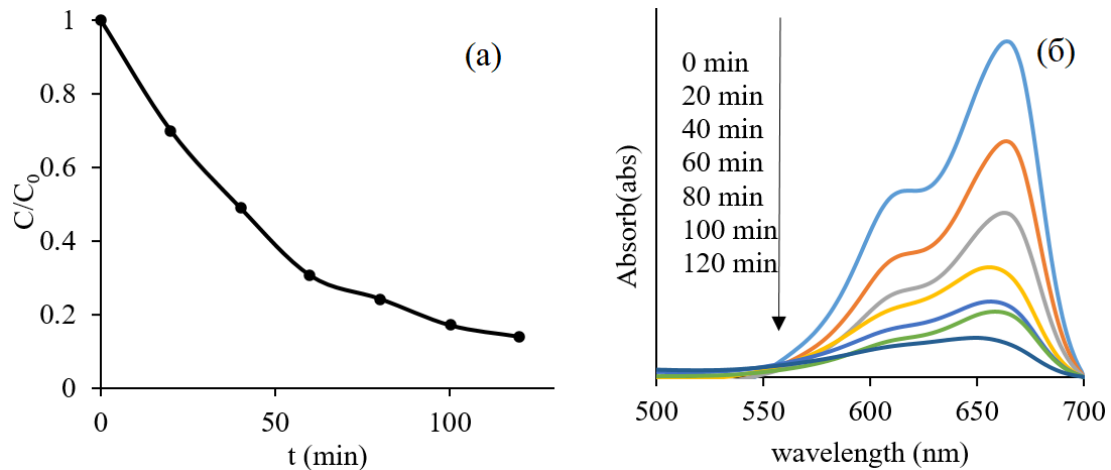 (а)
C/C₀
1
0.8
0.6
0.4
0.2
0
0
50
100
t (min)
(б)
Absorb(abs)
0 min
20 min
40 min
60 min
80 min
100 min
120 min
500
550
600
650
700
wavelength (nm)